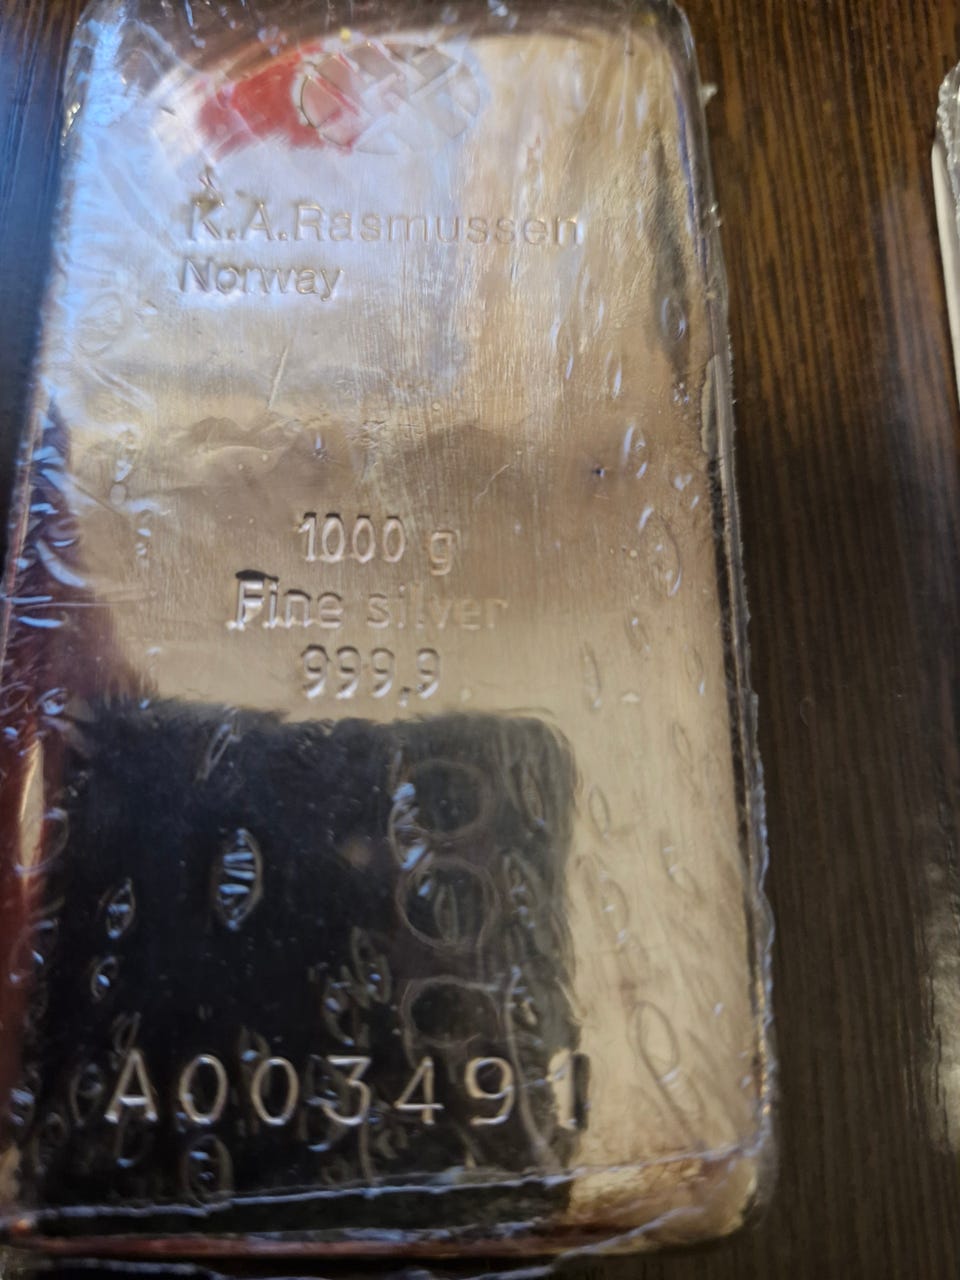 K.A.Rasmussen
Norway
1000 g
Fine silver
999,9
A003491